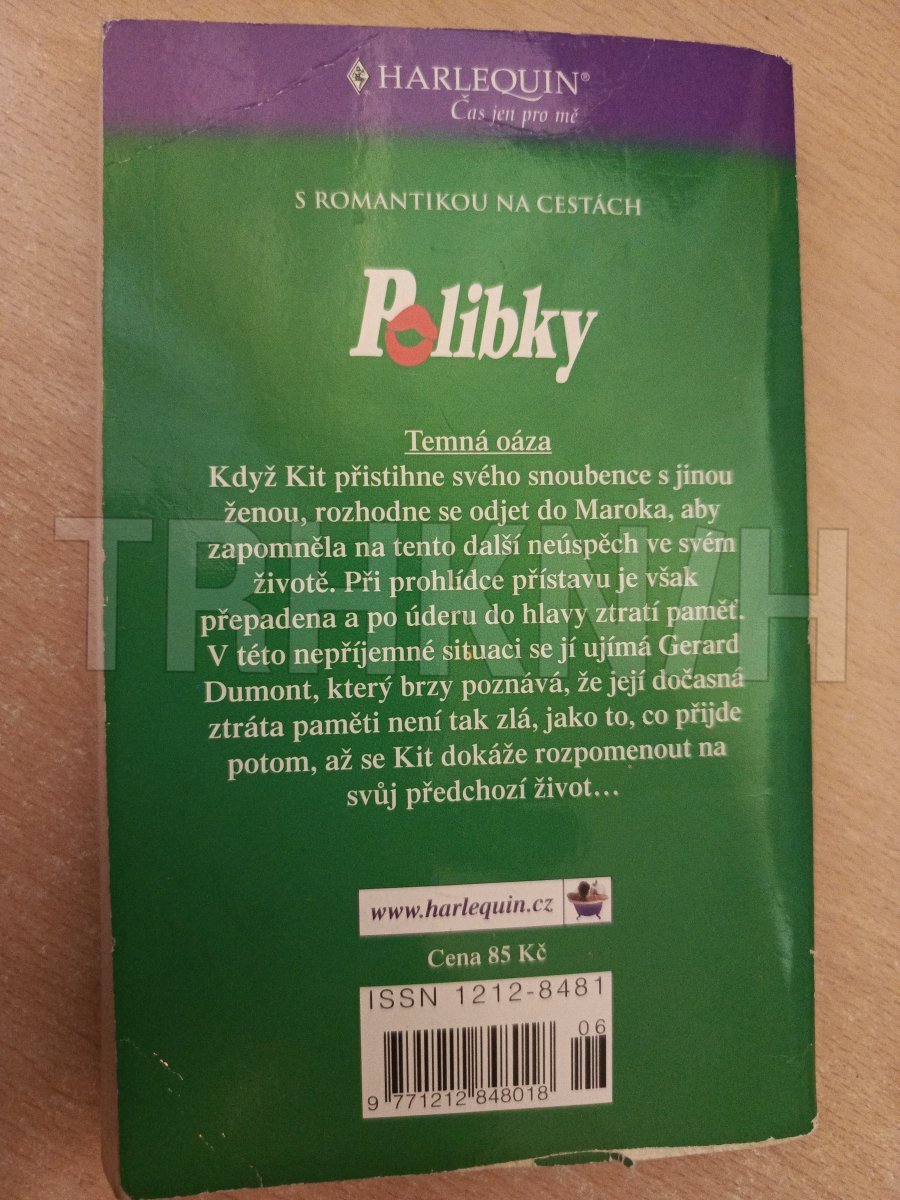 HARLEQUIN®
Čas jen pro mě
S ROMANTIKOU NA CESTÁCH
Polibky
Temná oáza
Když Kit přistihne svého snoubence s jinou
ženou, rozhodne se odjet do Maroka, aby
zapomněla na tento další neúspěch ve svém
životě. Při prohlídce přístavu je však
přepadena a po úderu do hlavy ztratí paměť.
V této nepříjemné situaci se jí ujímá Gerard
Dumont, který brzy poznává, že její dočasná
ztráta paměti není tak zlá, jako to, co přijde
potom, až se Kit dokáže rozpomenout na
svůj předchozí život…
www.harlequin.cz
Cena 85 Kč
ISSN 1212-8481
06
9 771212 848018
TRHKNIH